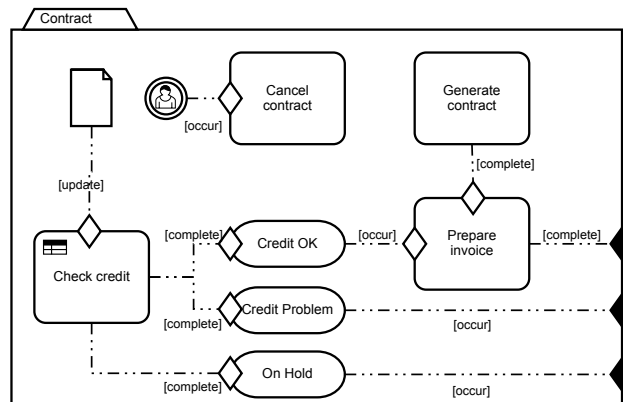 Contract
Cancel
contract
Generate
contract
[occur]
[complete]
[update]
[complete]
Credit OK
[occur]
Prepare
invoice
[complete]
Check credit
Credit Problem
[complete]
[occur]
On Hold
[complete]
[occur]